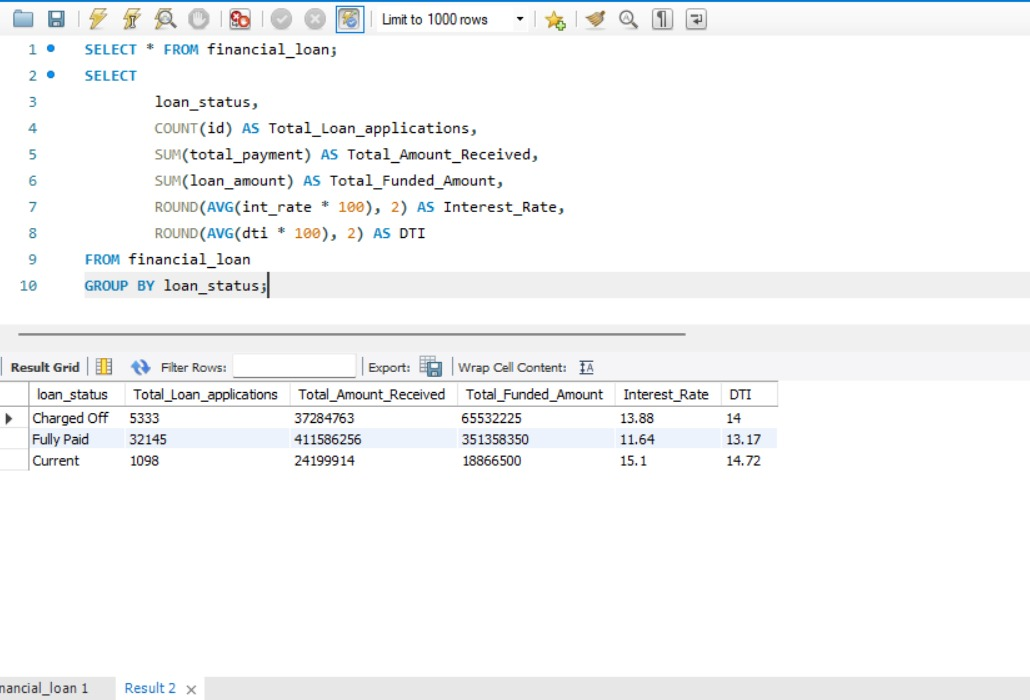 Limit to 1000 rows
1 SELECT * FROM financial_loan;
2 SELECT
3 loan_status,
4 COUNT(id) AS Total_Loan_applications,
5 SUM(total_payment) AS Total_Amount_Received,
6 SUM(loan_amount) AS Total_Funded_Amount,
7 ROUND(AVG(int_rate * 100), 2) AS Interest_Rate,
8 ROUND(AVG(dti * 100), 2) AS DTI
9 FROM financial_loan
10 GROUP BY loan_status;
Result Grid Filter Rows: Export: Wrap Cell Content: IA
loan_status Total_Loan_applications Total_Amount_Received Total_Funded_Amount Interest_Rate DTI
Charged Off 5333 37284763 65532225 13.88 14
Fully Paid 32145 411586256 351358350 11.64 13.17
Current 1098 24199914 18866500 15.1 14.72
nancial_loan 1 Result 2